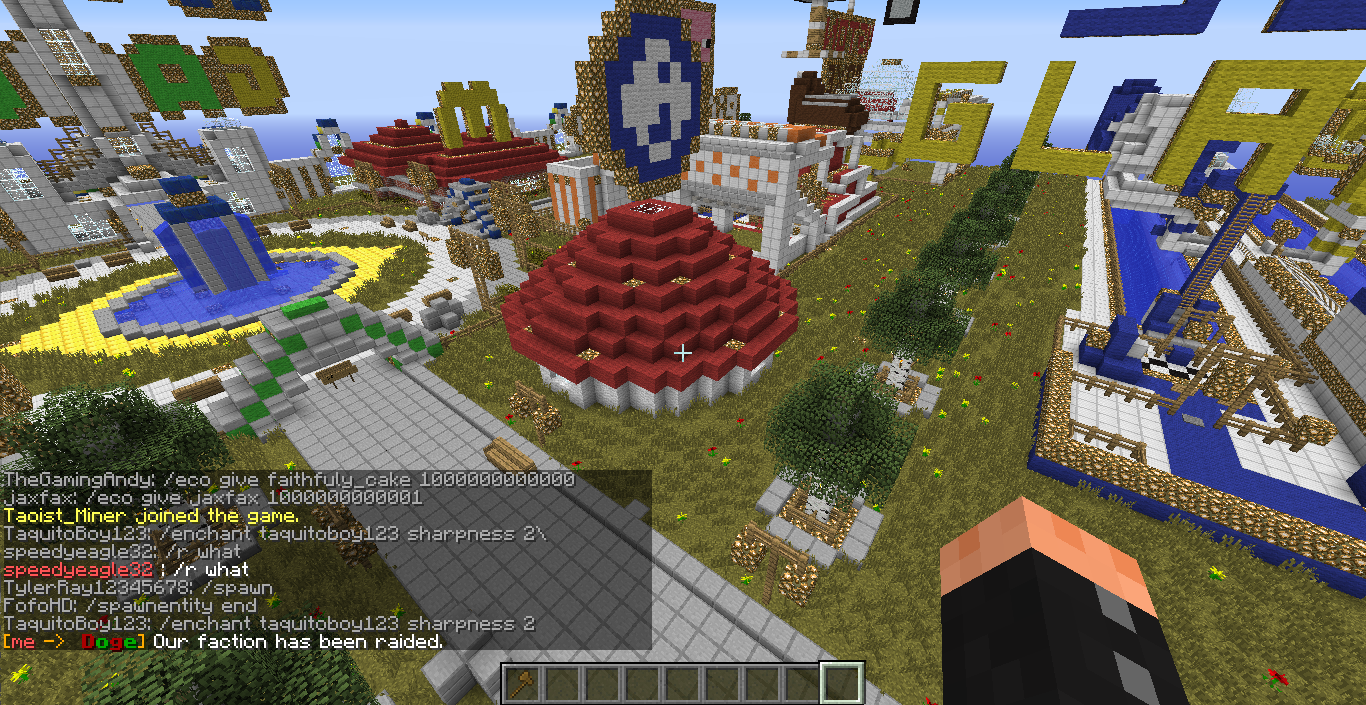 GLA
m
TheGamingAndy: /eco give faithfuly_cake 1000000000000
jaxfax: /eco give jaxfax 1000000000001
Taoist_Miner joined the game.
TaquitoBoy123: /enchant taquitoboy123 sharpness 2\
speedyeagle32: /r what
speedyeagle32 : /r what
TylerRay12345678: /spawn
FofoHD: /spawnentity end
TaquitoBoy123: /enchant taquitoboy123 sharpness 2
[me -> Doge] Our faction has been raided.